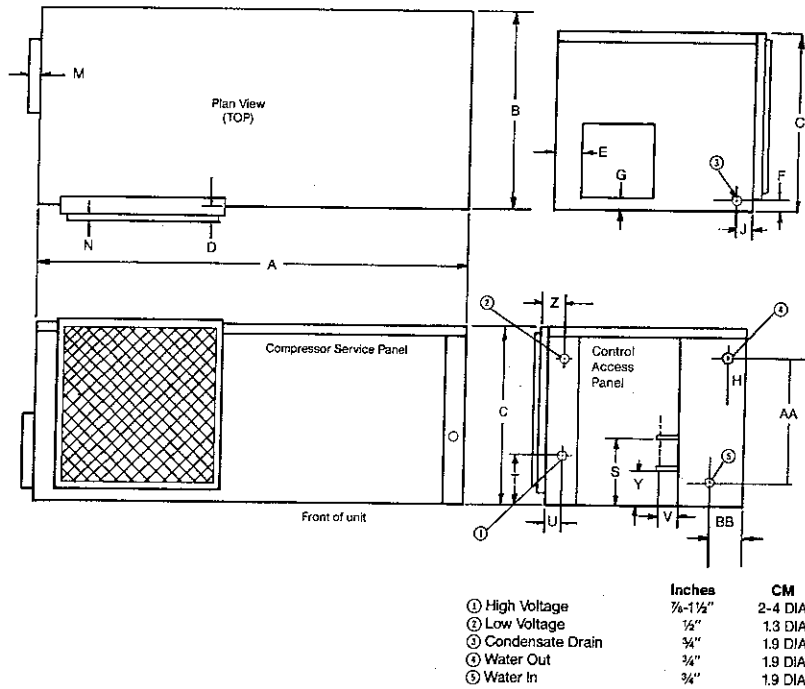 M
Plan View
(TOP)
B
N
D
A
E
G
C
③
F
J
②
Z
④
Compressor Service Panel
Control
Access
Panel
H
C
AA
S
Y
⑤
T
U
V
BB
Front of unit
①
Inches CM
① High Voltage ⅞-1½" 2-4 DIA
② Low Voltage ½" 1.3 DIA
③ Condensate Drain ¾" 1.9 DIA
④ Water Out ¾" 1.9 DIA
⑤ Water In ¾" 1.9 DIA